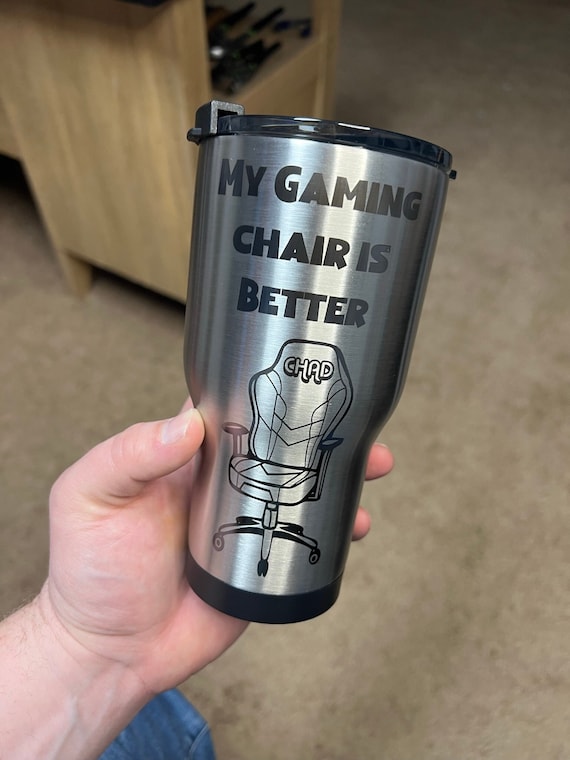 My Gaming
chair is
Better
CHAD